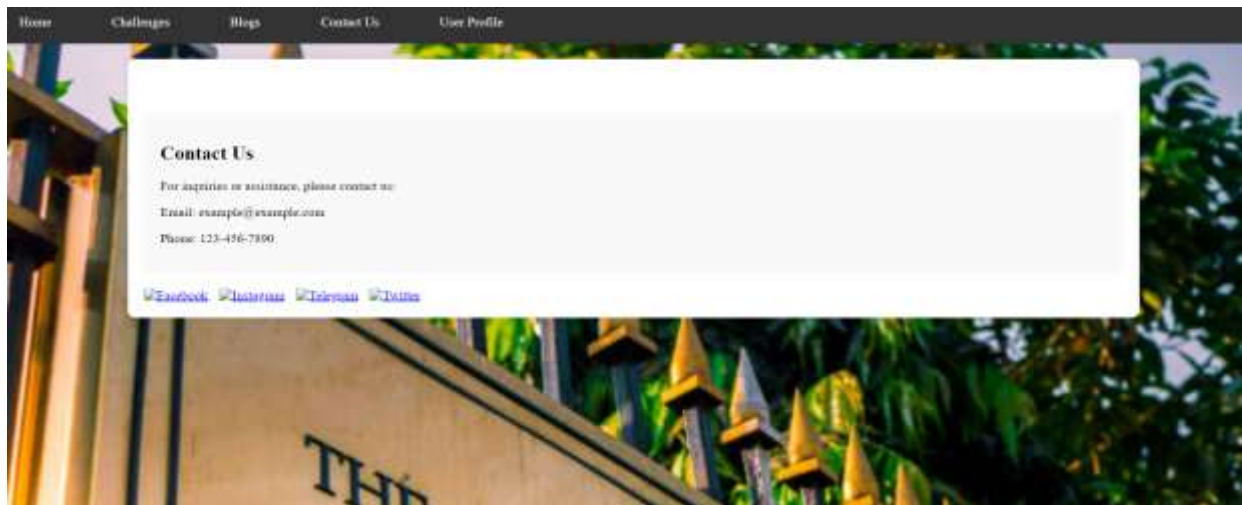 Home Challenges Blogs Contact Us User Profile
Contact Us
For inquiries or assistance, please contact us:
Email: example@example.com
Phone: 123-456-7890
Facebook Instagram Telegram Twitter
THE